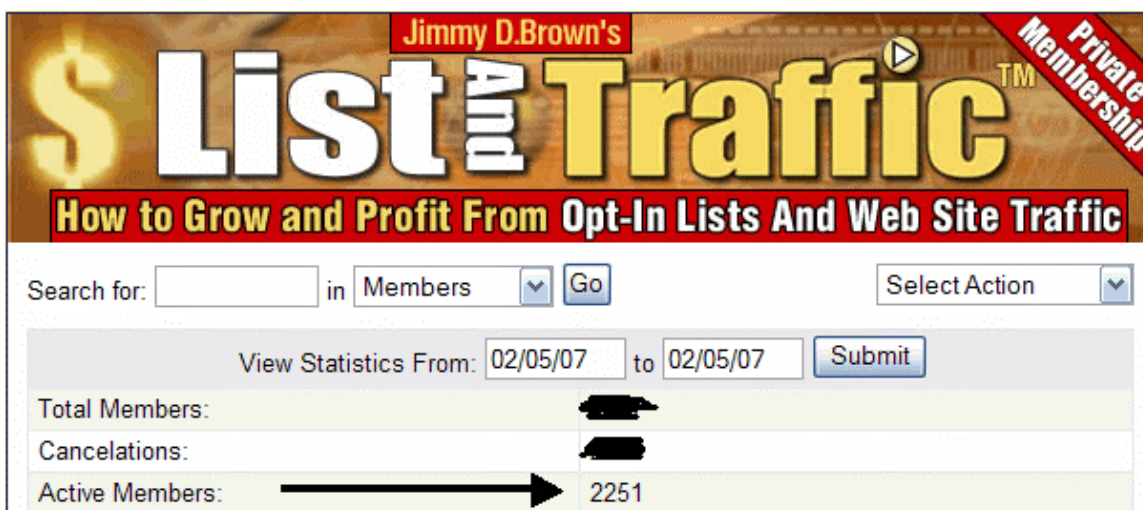 Jimmy D.Brown's
$ List And Traffic™
Private Membership
How to Grow and Profit From Opt-In Lists And Web Site Traffic
Search for: in Members Go Select Action
View Statistics From: 02/05/07 to 02/05/07 Submit
Total Members:
Cancelations:
Active Members: 2251